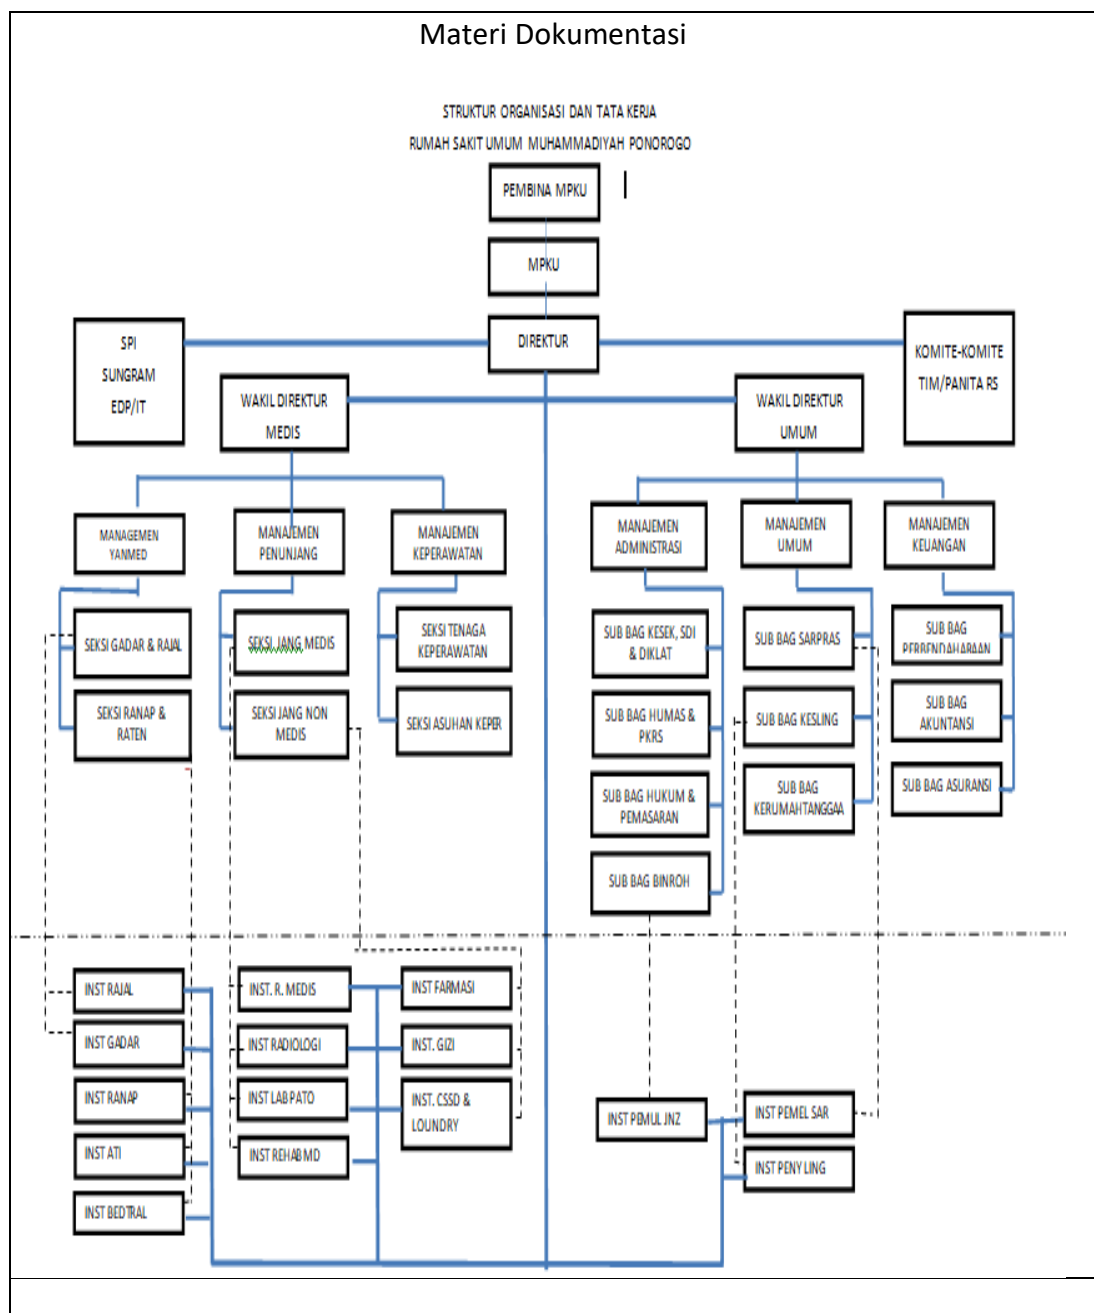 Materi Dokumentasi
STRUKTUR ORGANISASI DAN TATA KERJA
RUMAH SAKIT UMUM MUHAMMADIYAH PONOROGO
PEMBINA MPKU
MPKU
DIREKTUR
SPI
SUNGRAM
EDP/IT
KOMITE-KOMITE
TIM/PANITA RS
WAKIL DIREKTUR
MEDIS
WAKIL DIREKTUR
UMUM
MANAGEMEN
YANMED
MANAJEMEN
PENUNJANG
MANAJEMEN
KEPERAWATAN
MANAJEMEN
ADMINISTRASI
MANAJEMEN
UMUM
MANAJEMEN
KEUANGAN
SEKSI GADAR & RAJAL
SEKSI JANG MEDIS
SEKSI TENAGA
KEPERAWATAN
SUB BAG KESEK, SDI
& DIKLAT
SUB BAG SARPRAS
SUB BAG
PERBENDAHARAAN
SEKSI RANAP &
RATEN
SEKSI JANG NON
MEDIS
SEKSI ASUHAN KEPER
SUB BAG HUMAS &
PKRS
SUB BAG KESLING
SUB BAG
AKUNTANSI
SUB BAG HUKUM &
PEMASARAN
SUB BAG
KERUMAHTANGGAA
SUB BAG ASURANSI
SUB BAG BINROH
INST RAJAL
INST. R. MEDIS
INST FARMASI
INST GADAR
INST RADIOLOGI
INST. GIZI
INST RANAP
INST LAB PATO
INST. CSSD &
LOUNDRY
INST PEMUL JNZ
INST PEMEL SAR
INST ATI
INST REHAB MD
INST PENY LING
INST BEDTRAL